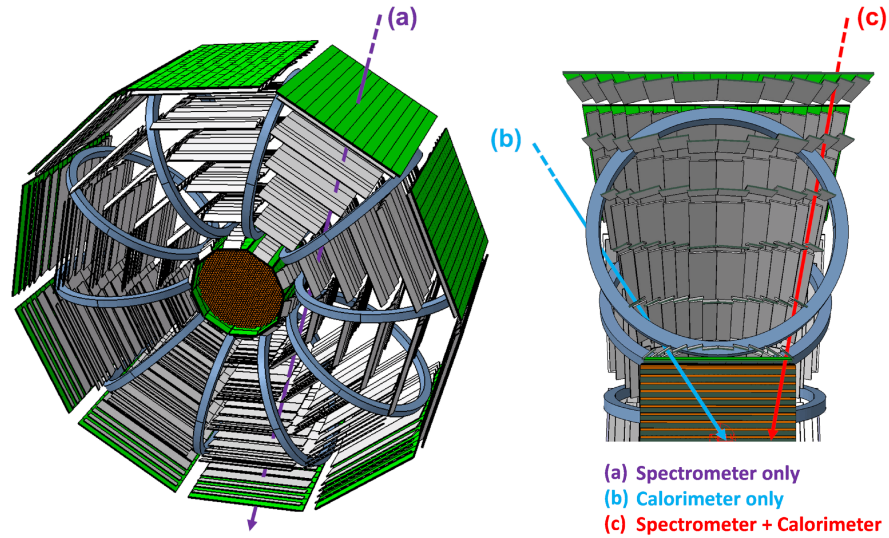 (a)
(c)
(b)
(a) Spectrometer only
(b) Calorimeter only
(c) Spectrometer + Calorimeter